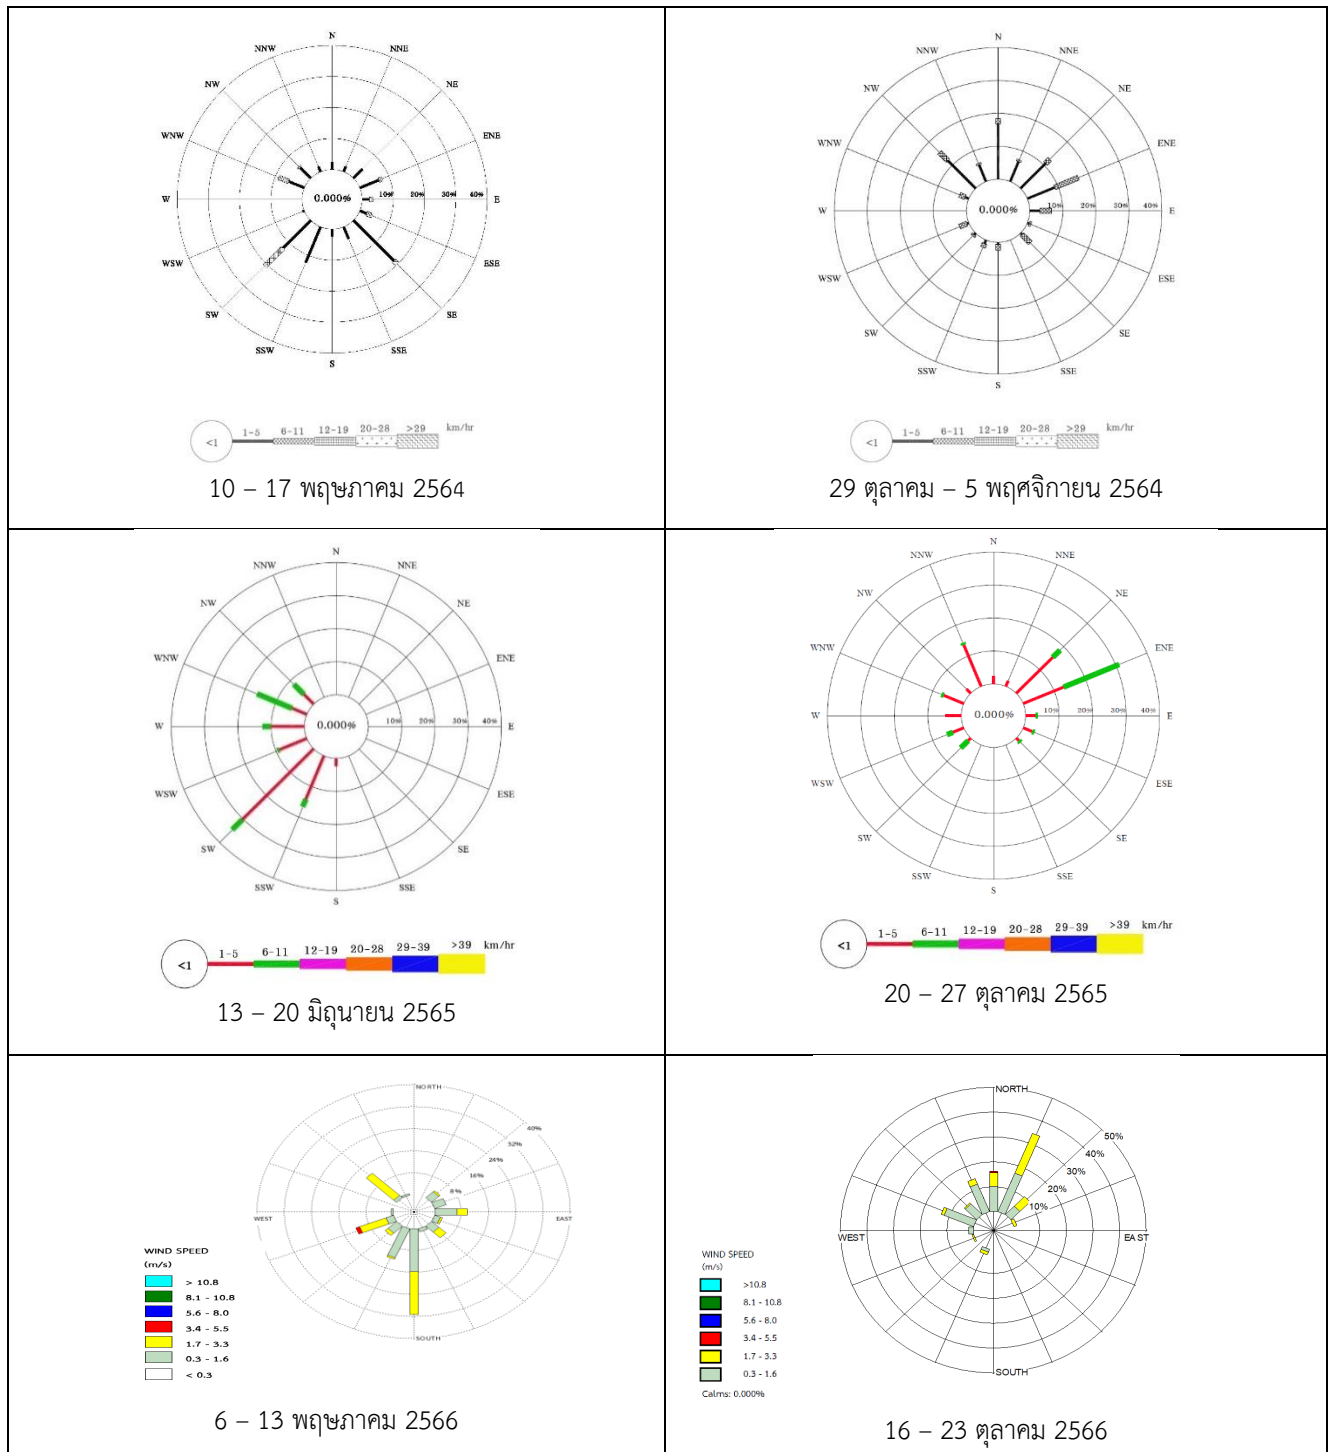 N
NNW NNE
NW NE
WNW ENE
W 0.000% 10% 20% 30% 40% E
WSW ESE
SW SE
SSW SSE
S
<1 1-5 6-11 12-19 20-28 >29 km/hr
10 – 17 พฤษภาคม 2564
N
NNW NNE
NW NE
WNW ENE
W 0.000% 10% 20% 30% 40% E
WSW ESE
SW SE
SSW SSE
S
<1 1-5 6-11 12-19 20-28 >29 km/hr
29 ตุลาคม – 5 พฤศจิกายน 2564
N
NNW NNE
NW NE
WNW ENE
W 0.000% 10% 20% 30% 40% E
WSW ESE
SW SE
SSW SSE
S
<1 1-5 6-11 12-19 20-28 29-39 >39 km/hr
13 – 20 มิถุนายน 2565
N
NNW NNE
NW NE
WNW ENE
W 0.000% 10% 20% 30% 40% E
WSW ESE
SW SE
SSW SSE
S
<1 1-5 6-11 12-19 20-28 29-39 >39 km/hr
20 – 27 ตุลาคม 2565
NORTH
40%
32%
24%
16%
8%
WEST EAST
SOUTH
WIND SPEED
(m/s)
> 10.8
8.1 - 10.8
5.6 - 8.0
3.4 - 5.5
1.7 - 3.3
0.3 - 1.6
< 0.3
6 – 13 พฤษภาคม 2566
NORTH
50%
40%
30%
20%
10%
WEST EAST
SOUTH
WIND SPEED
(m/s)
>10.8
8.1 - 10.8
5.6 - 8.0
3.4 - 5.5
1.7 - 3.3
0.3 - 1.6
Calms: 0.000%
16 – 23 ตุลาคม 2566